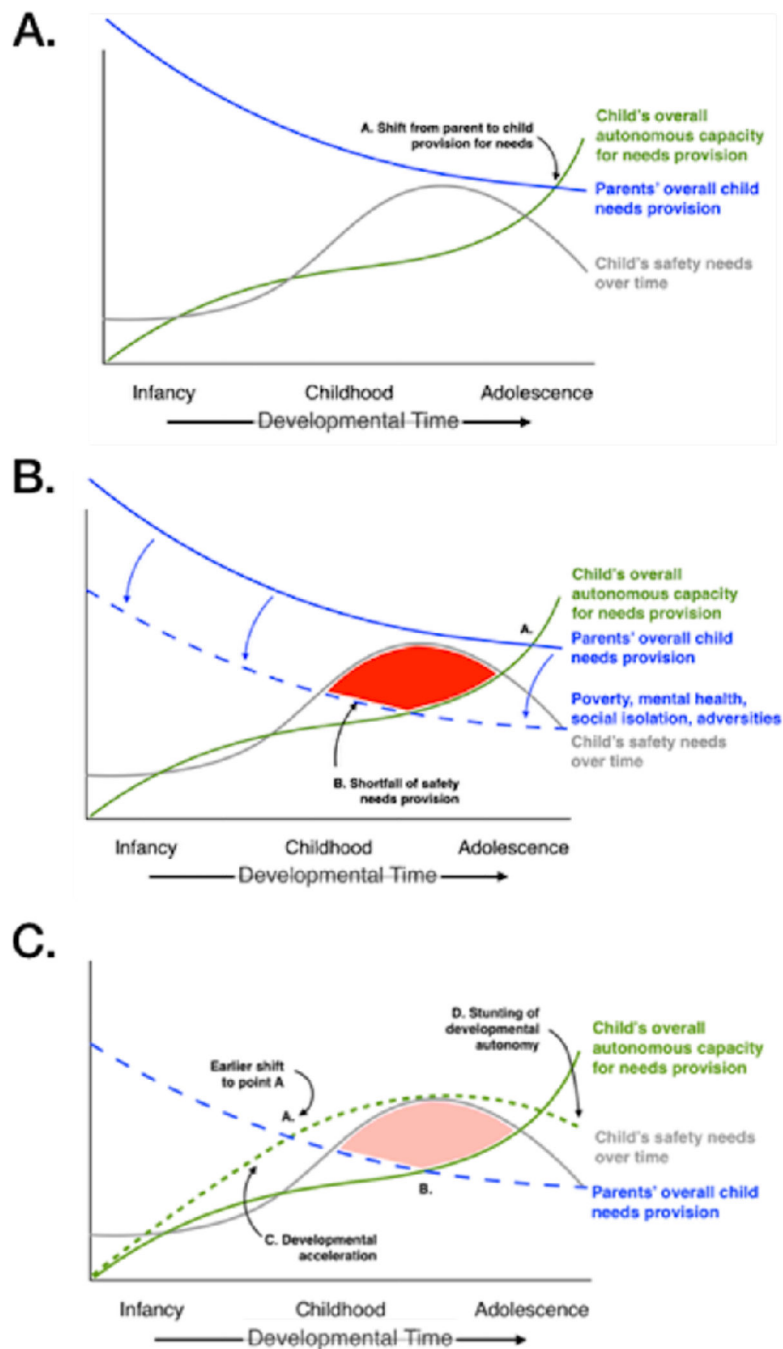 A.
A. Shift from parent to child
provision for needs
Child's overall
autonomous capacity
for needs provision
Parents' overall child
needs provision
Child's safety needs
over time
Infancy
Childhood
Adolescence
Developmental Time
B.
Child's overall
autonomous capacity
for needs provision
A.
Parents' overall child
needs provision
Poverty, mental health,
social isolation, adversities
Child's safety needs
over time
B. Shortfall of safety
needs provision
Infancy
Childhood
Adolescence
Developmental Time
C.
D. Stunting of
developmental
autonomy
Child's overall
autonomous capacity
for needs provision
Earlier shift
to point A
A.
Child's safety needs
over time
B.
Parents' overall child
needs provision
C. Developmental
acceleration
Infancy
Childhood
Adolescence
Developmental Time